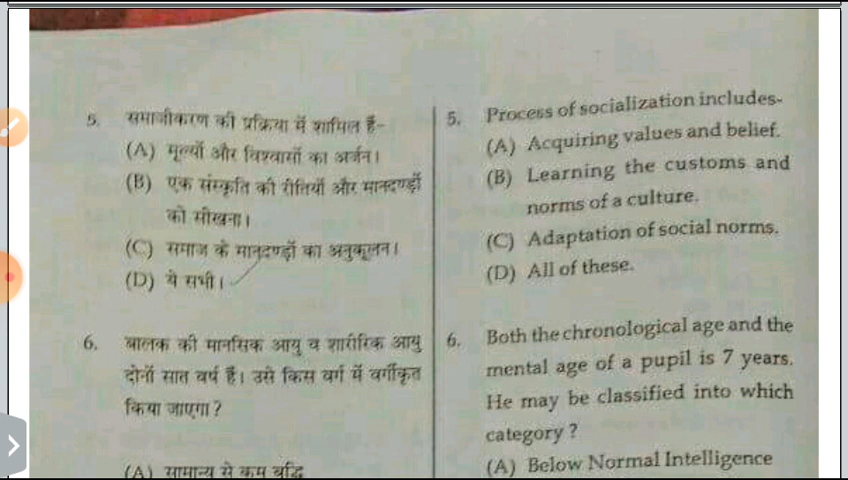 5. समाजीकरण की प्रक्रिया में शामिल हैं-
(A) मूल्यों और विश्वासों का अर्जन।
(B) एक संस्कृति की रीतियों और मानदण्डों
को सीखना।
(C) समाज के मानदण्डों का अनुकूलन।
(D) ये सभी।
6. बालक की मानसिक आयु व शारीरिक आयु
दोनों सात वर्ष हैं। उसे किस वर्ग में वर्गीकृत
किया जाएगा ?
(A) सामान्य से कम बुद्धि
5. Process of socialization includes-
(A) Acquiring values and belief.
(B) Learning the customs and
norms of a culture.
(C) Adaptation of social norms.
(D) All of these.
6. Both the chronological age and the
mental age of a pupil is 7 years.
He may be classified into which
category ?
(A) Below Normal Intelligence